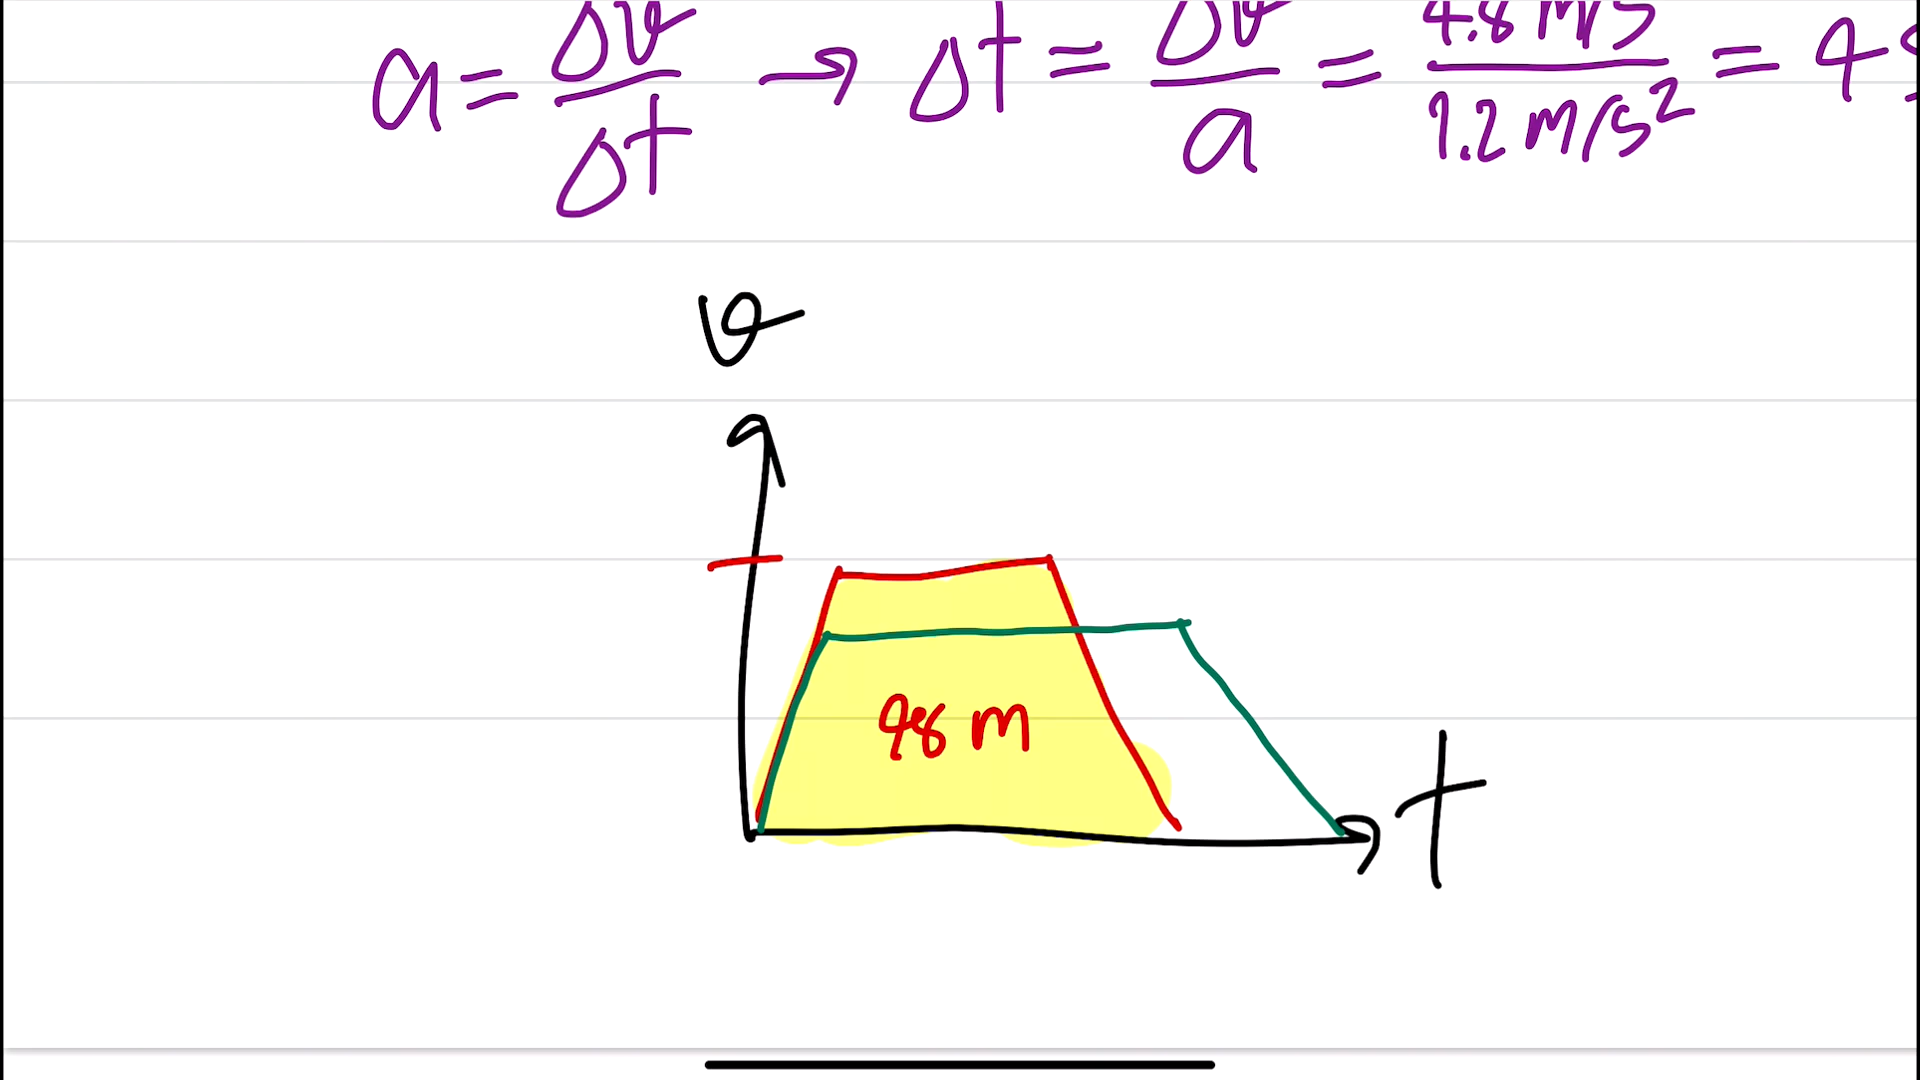 a = Δv/Δt → Δt = Δv/a = 4.8 m/s / 1.2 m/s² = 4 s
v
98 m
t